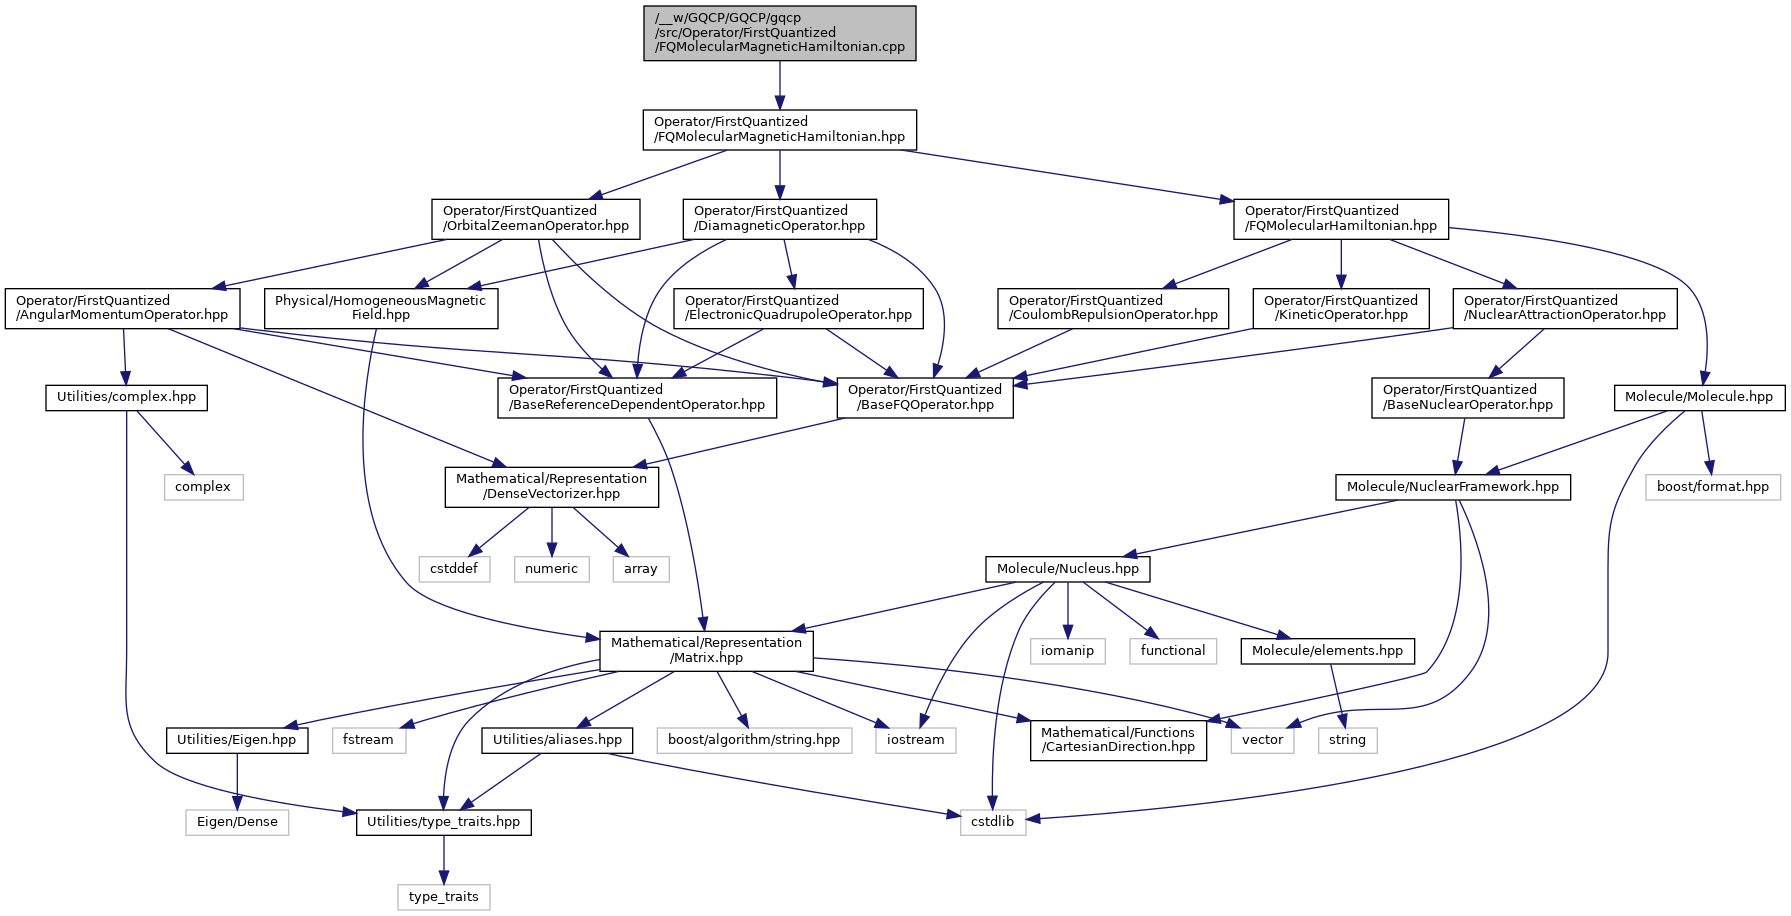 /__w/GQCP/GQCP/gqcp
/src/Operator/FirstQuantized
/FQMolecularMagneticHamiltonian.cpp
Operator/FirstQuantized
/FQMolecularMagneticHamiltonian.hpp
Operator/FirstQuantized
/OrbitalZeemanOperator.hpp
Operator/FirstQuantized
/DiamagneticOperator.hpp
Operator/FirstQuantized
/FQMolecularHamiltonian.hpp
Operator/FirstQuantized
/AngularMomentumOperator.hpp
Physical/HomogeneousMagnetic
Field.hpp
Operator/FirstQuantized
/ElectronicQuadrupoleOperator.hpp
Operator/FirstQuantized
/CoulombRepulsionOperator.hpp
Operator/FirstQuantized
/KineticOperator.hpp
Operator/FirstQuantized
/NuclearAttractionOperator.hpp
Utilities/complex.hpp
Operator/FirstQuantized
/BaseReferenceDependentOperator.hpp
Operator/FirstQuantized
/BaseFQOperator.hpp
Operator/FirstQuantized
/BaseNuclearOperator.hpp
Molecule/Molecule.hpp
complex
Mathematical/Representation
/DenseVectorizer.hpp
Molecule/NuclearFramework.hpp
boost/format.hpp
cstddef
numeric
array
Molecule/Nucleus.hpp
Mathematical/Representation
/Matrix.hpp
iomanip
functional
Molecule/elements.hpp
Utilities/Eigen.hpp
fstream
Utilities/aliases.hpp
boost/algorithm/string.hpp
iostream
Mathematical/Functions
/CartesianDirection.hpp
vector
string
Eigen/Dense
Utilities/type_traits.hpp
cstdlib
type_traits